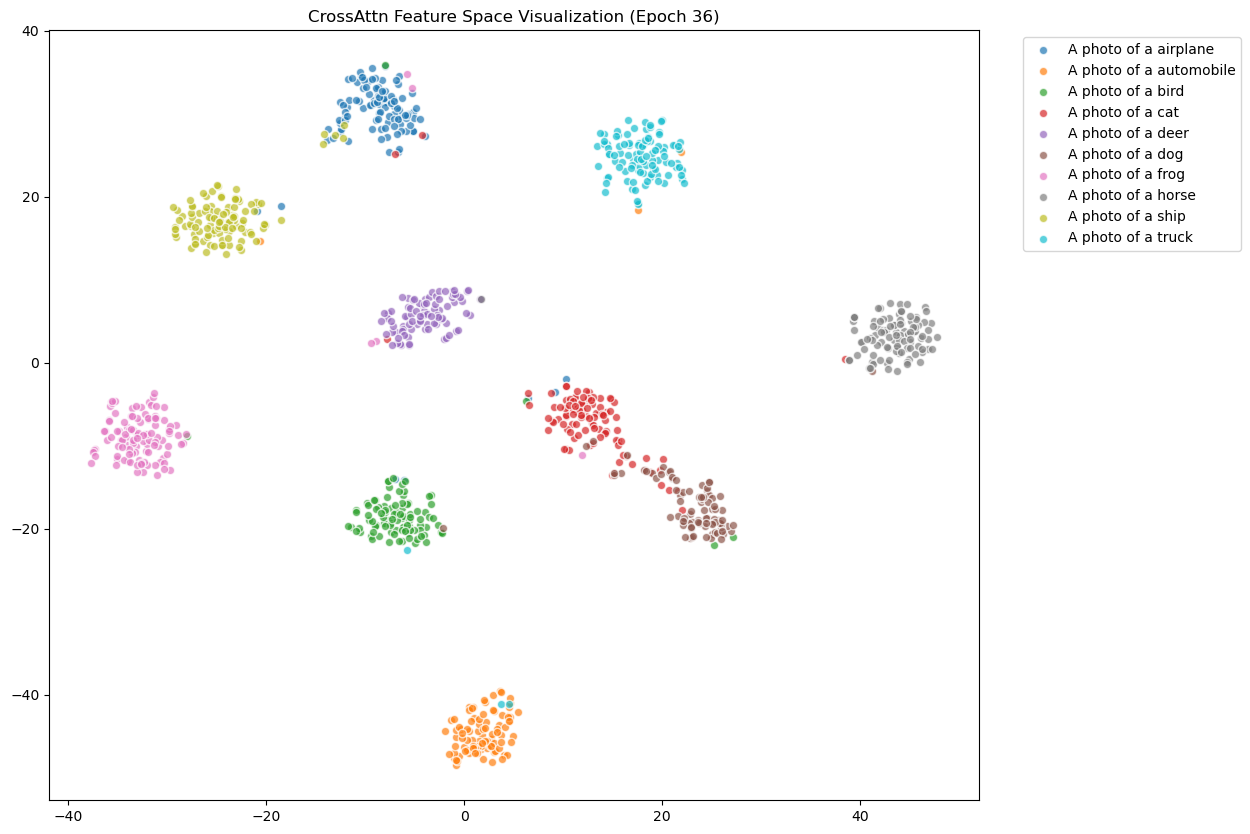 CrossAttn Feature Space Visualization (Epoch 36)
40
20
0
−20
−40
−40
−20
0
20
40
A photo of a airplane
A photo of a automobile
A photo of a bird
A photo of a cat
A photo of a deer
A photo of a dog
A photo of a frog
A photo of a horse
A photo of a ship
A photo of a truck